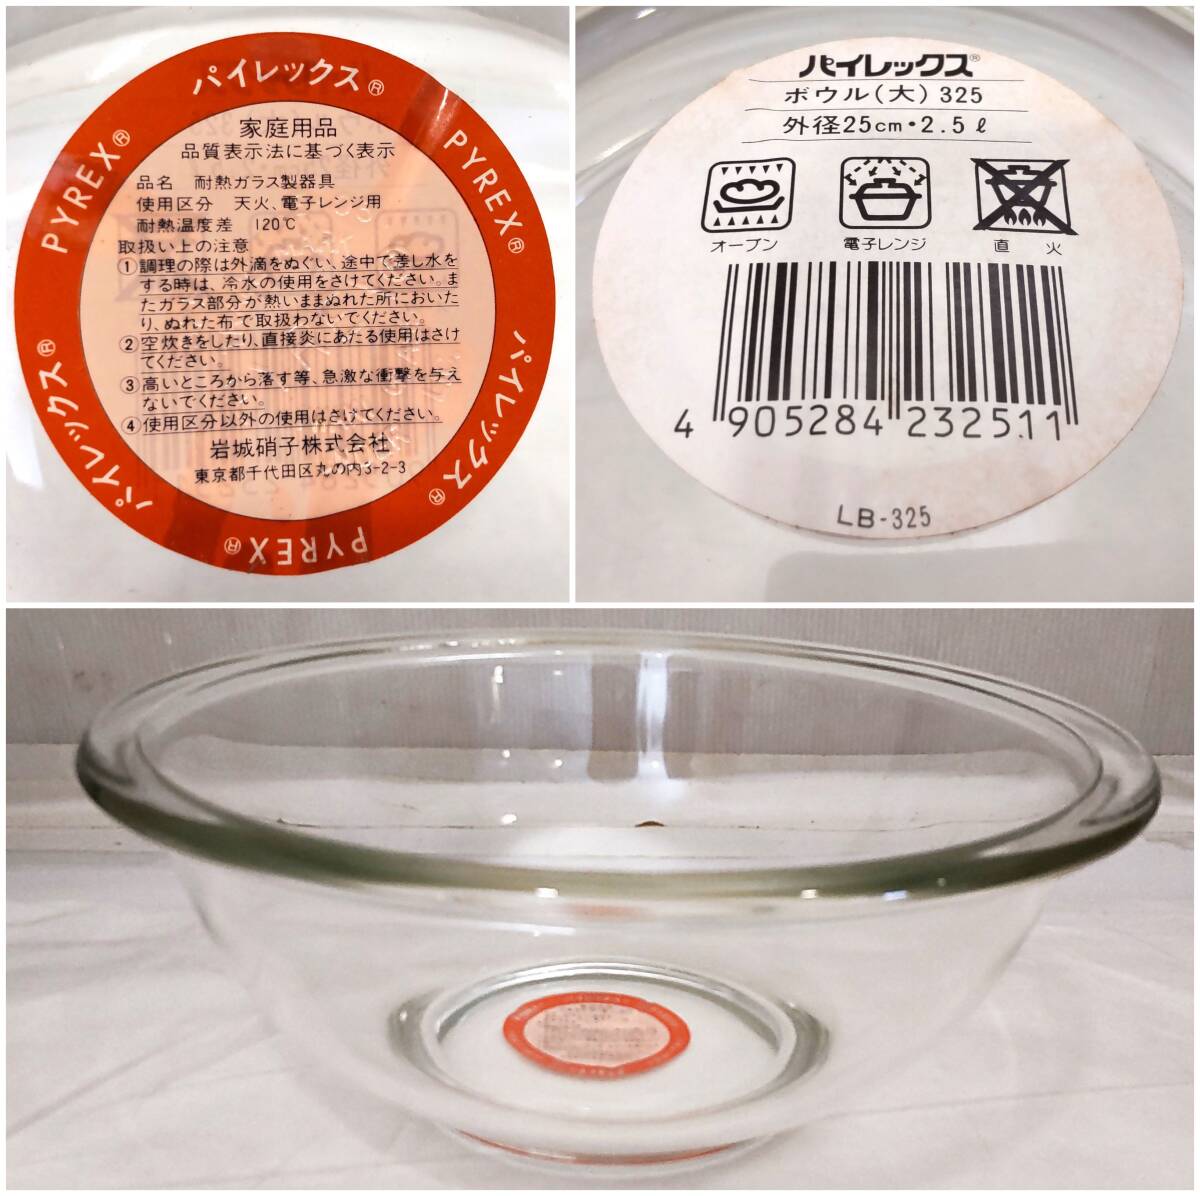 パイレックス®
PYREX®
PYREX®
家庭用品
品質表示法に基づく表示
品名 耐熱ガラス製器具
使用区分 天火、電子レンジ用
耐熱温度差 120℃
取扱い上の注意
①調理の際は外滴をぬぐい、途中で差し水を
する時は、冷水の使用をさけてください。ま
たガラス部分が熱いままぬれた所においた
り、ぬれた布で取扱わないでください。
②空炊きをしたり、直接炎にあたる使用はさけ
てください。
③高いところから落す等、急激な衝撃を与え
ないでください。
④使用区分以外の使用はさけてください。
岩城硝子株式会社
東京都千代田区丸の内3-2-3
パイレックス®
パイレックス®
PYREX®
パイレックス®
ボウル(大)325
外径25cm・2.5ℓ
オーブン
電子レンジ
直火
4 905284 232511
LB-325